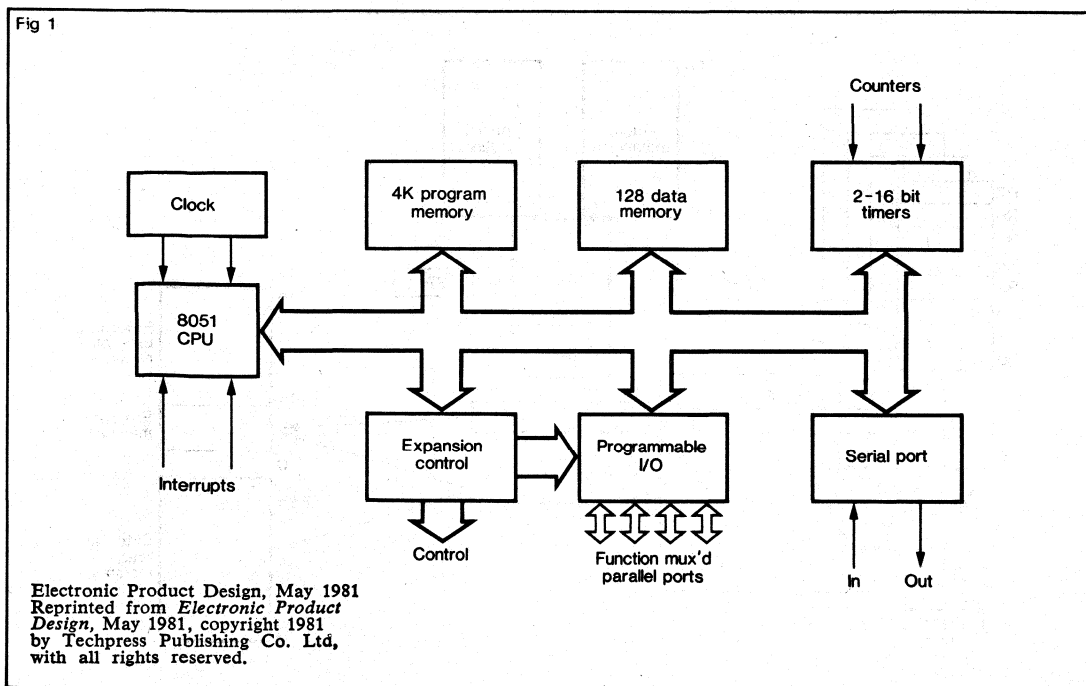 Fig 1
Counters
Clock
4K program
memory
128 data
memory
2-16 bit
timers
8051
CPU
Expansion
control
Programmable
I/O
Serial port
Interrupts
Control
Function mux'd
parallel ports
In
Out
Electronic Product Design, May 1981
Reprinted from Electronic Product
Design, May 1981, copyright 1981
by Techpress Publishing Co. Ltd,
with all rights reserved.